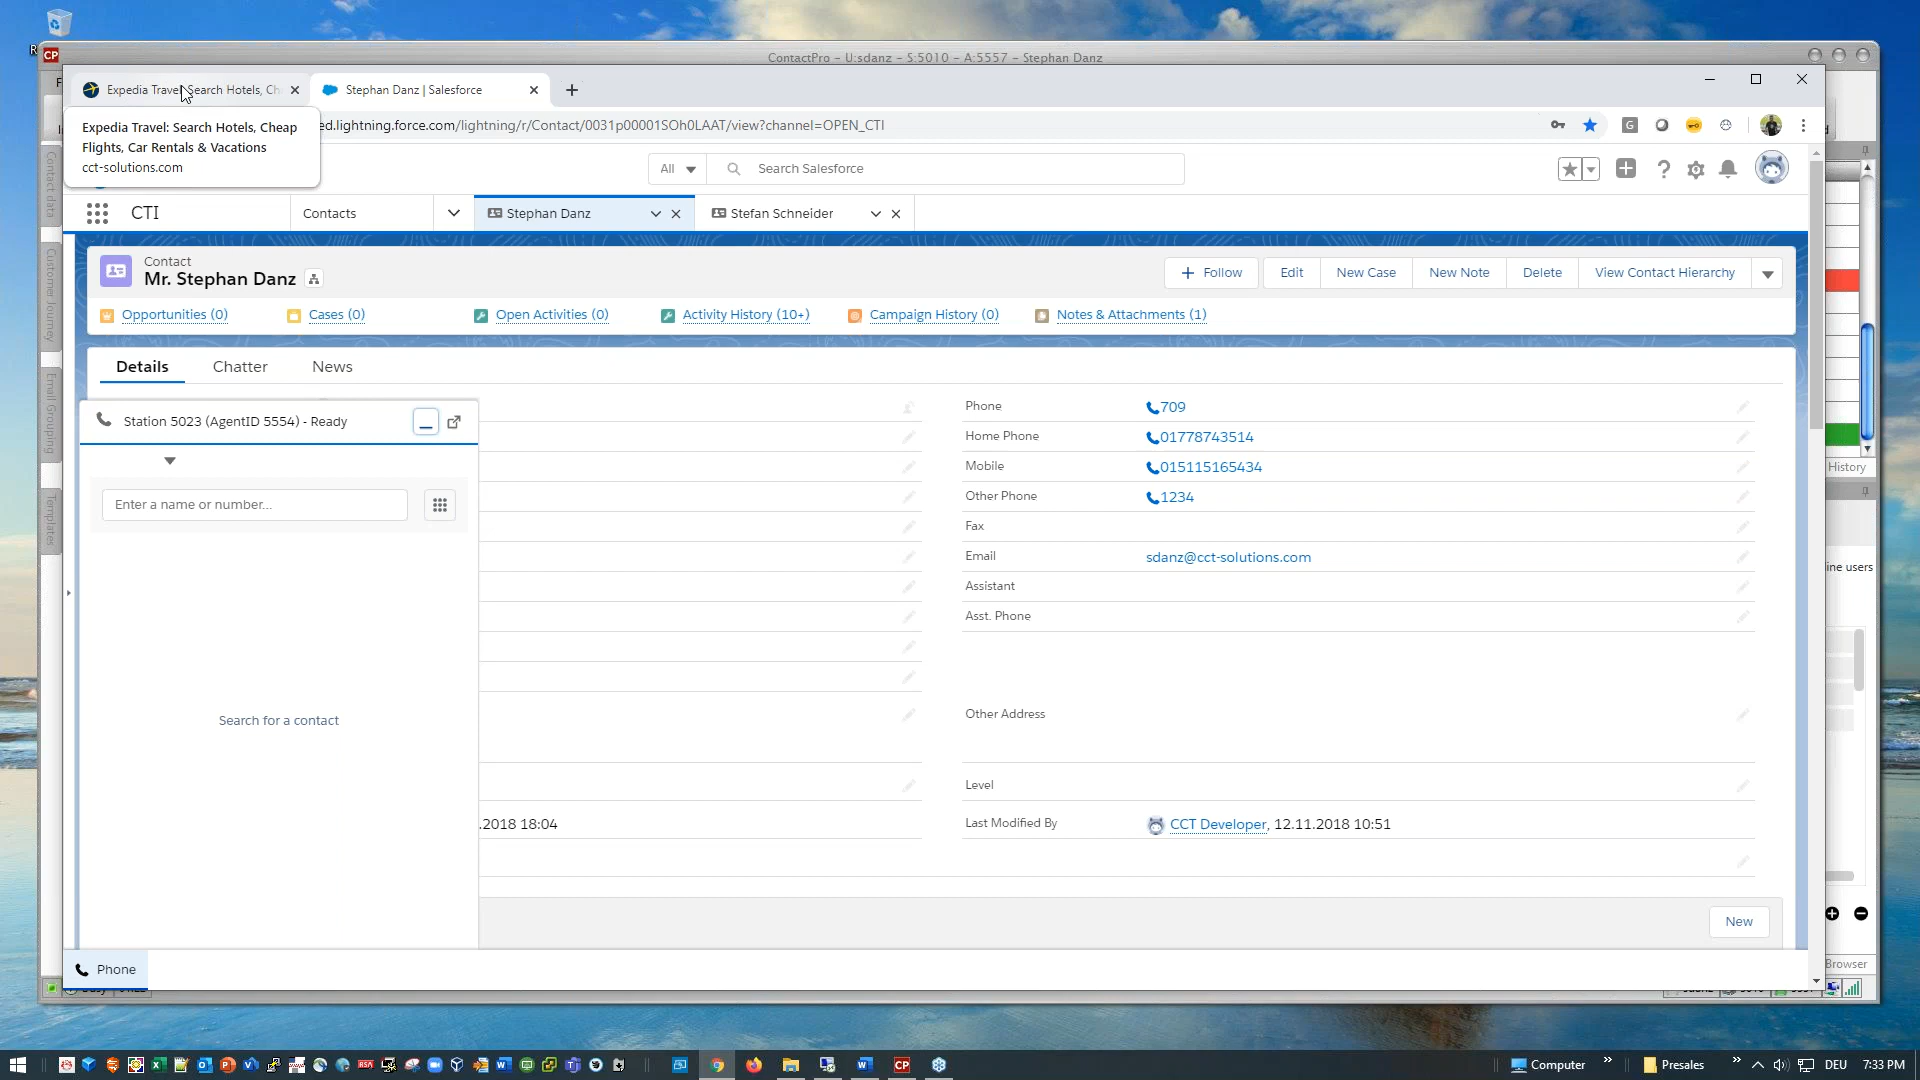 ContactPro – U:sdanz – S:5010 – A:5557 – Stephan Danz
Expedia Travel: Search Hotels, Ch
Stephan Danz | Salesforce
Expedia Travel: Search Hotels, Cheap
Flights, Car Rentals & Vacations
cct-solutions.com
ed.lightning.force.com/lightning/r/Contact/0031p00001SOh0LAAT/view?channel=OPEN_CTI
All
Search Salesforce
CTI
Contacts
Stephan Danz
Stefan Schneider
Contact
Mr. Stephan Danz
Follow
Edit
New Case
New Note
Delete
View Contact Hierarchy
Opportunities (0)
Cases (0)
Open Activities (0)
Activity History (10+)
Campaign History (0)
Notes & Attachments (1)
Details
Chatter
News
Station 5023 (AgentID 5554) - Ready
Enter a name or number...
Search for a contact
Phone
709
Home Phone
01778743514
Mobile
015115165434
Other Phone
1234
Fax
Email
sdanz@cct-solutions.com
Assistant
Asst. Phone
Other Address
Level
.2018 18:04
Last Modified By
CCT Developer, 12.11.2018 10:51
New
Phone
Contact data
Customer Journey
Email Grouping
Templates
History
ine users
Browser
Computer
Presales
DEU
7:33 PM